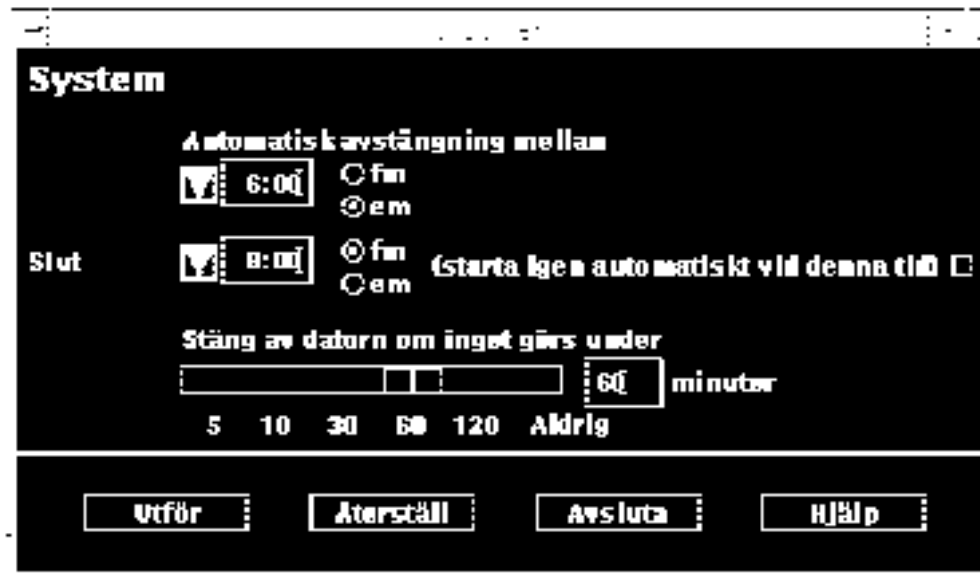 System
Automatisk avstängning mellan
6:00 fm
em
Slut 8:00 fm (starta igen automatiskt vid denna tid)
em
Stäng av datorn om inget görs under
60 minuter
5 10 30 60 120 Aldrig
Utför Återställ Avsluta Hjälp